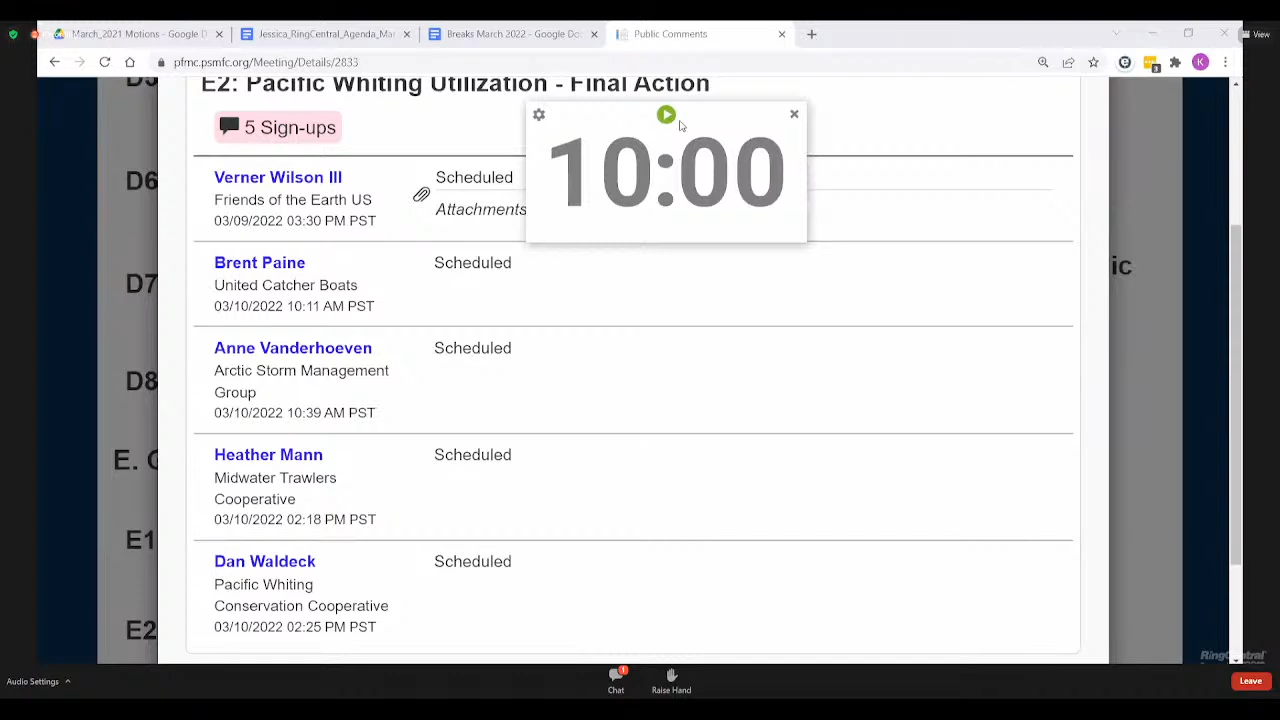 March_2021 Motions - Google D
Jessica_RingCentral_Agenda_Mar
Breaks March 2022 - Google Do
Public Comments
View
pfmc.psmfc.org/Meeting/Details/2833
K
E2: Pacific Whiting Utilization - Final Action
5 Sign-ups
10:00
Verner Wilson III
Friends of the Earth US
03/09/2022 03:30 PM PST
Scheduled
Attachments
D6
Brent Paine
United Catcher Boats
03/10/2022 10:11 AM PST
Scheduled
D7
ic
Anne Vanderhoeven
Arctic Storm Management
Group
03/10/2022 10:39 AM PST
Scheduled
D8
Heather Mann
Midwater Trawlers
Cooperative
03/10/2022 02:18 PM PST
Scheduled
E.
E1
Dan Waldeck
Pacific Whiting
Conservation Cooperative
03/10/2022 02:25 PM PST
Scheduled
E2
RingCentral
Audio Settings
1
Chat
Raise Hand
Leave